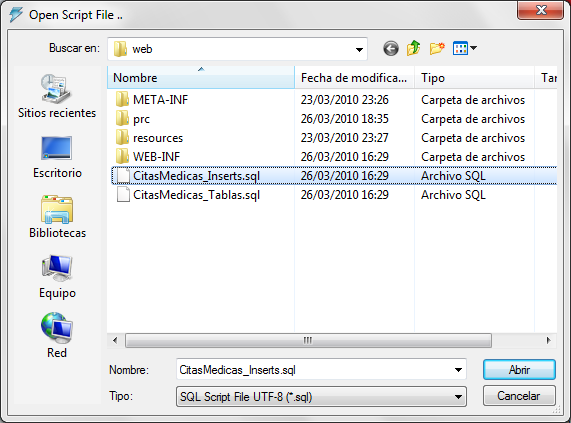 Open Script File ..
Buscar en: web
Nombre Fecha de modifica... Tipo Tar
META-INF 23/03/2010 23:26 Carpeta de archivos
prc 26/03/2010 18:35 Carpeta de archivos
resources 23/03/2010 23:27 Carpeta de archivos
WEB-INF 26/03/2010 16:29 Carpeta de archivos
CitasMedicas_Inserts.sql 26/03/2010 16:29 Archivo SQL
CitasMedicas_Tablas.sql 26/03/2010 16:29 Archivo SQL
Sitios recientes
Escritorio
Bibliotecas
Equipo
Red
Nombre: CitasMedicas_Inserts.sql Abrir
Tipo: SQL Script File UTF-8 (*.sql) Cancelar